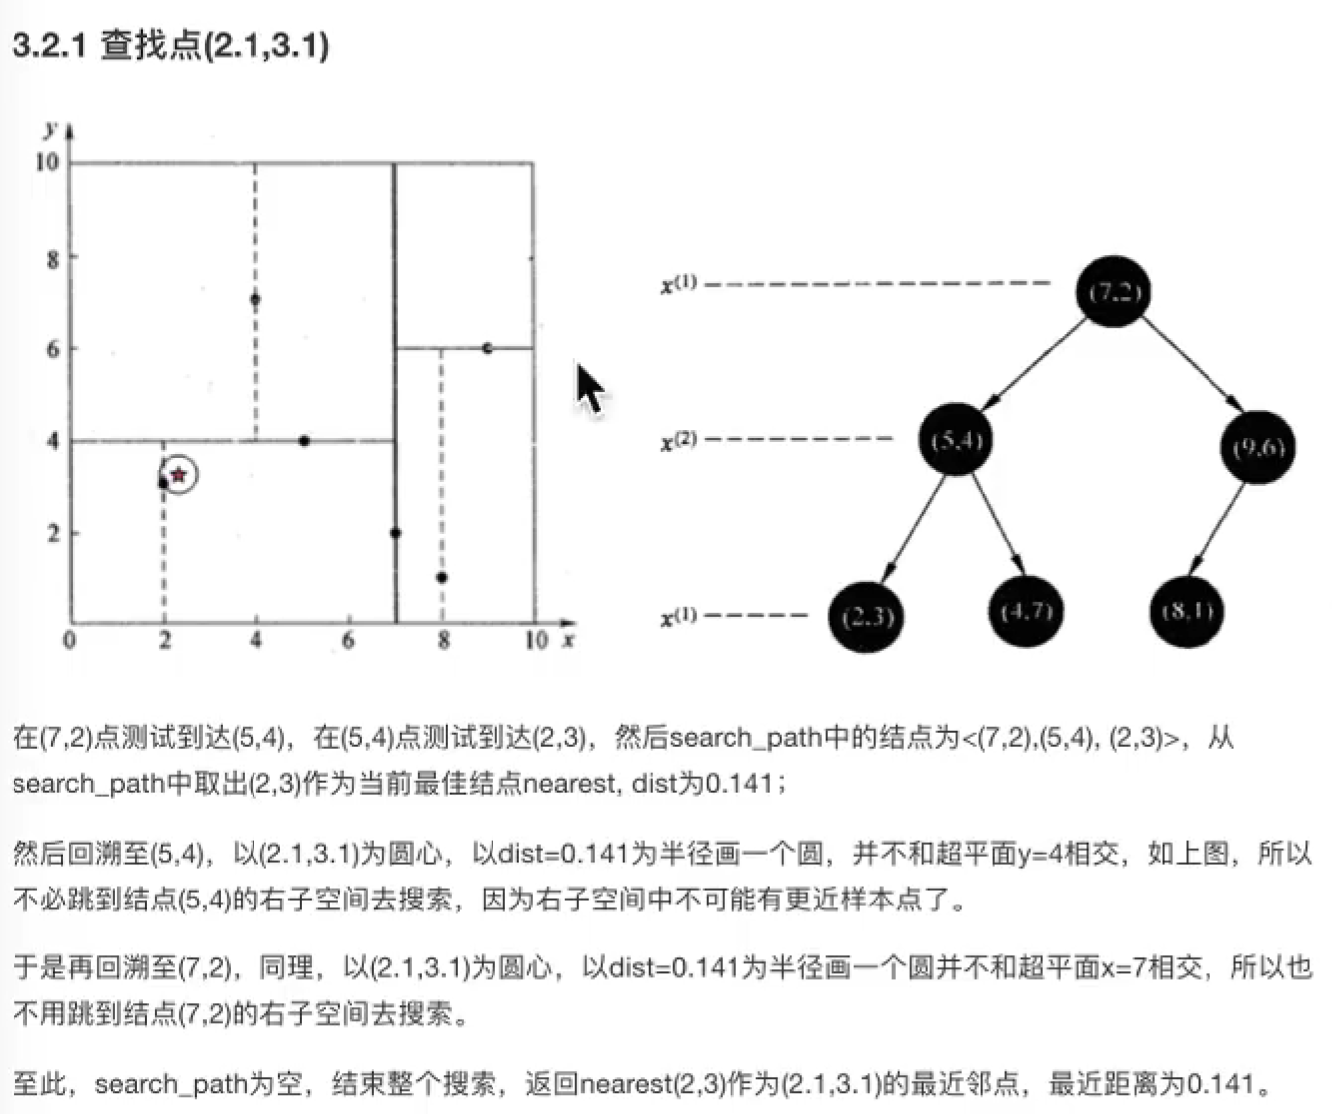 3.2.1 查找点(2.1,3.1)
y
10
8
6
4
2
0 2 4 6 8 10 x
x(1)
(7,2)
x(2)
(5,4)
(9,6)
x(1)
(2,3)
(4,7)
(8,1)
在(7,2)点测试到达(5,4)，在(5,4)点测试到达(2,3)，然后search_path中的结点为<(7,2),(5,4), (2,3)>，从
search_path中取出(2,3)作为当前最佳结点nearest, dist为0.141；
然后回溯至(5,4)，以(2.1,3.1)为圆心，以dist=0.141为半径画一个圆，并不和超平面y=4相交，如上图，所以
不必跳到结点(5,4)的右子空间去搜索，因为右子空间中不可能有更近样本点了。
于是再回溯至(7,2)，同理，以(2.1,3.1)为圆心，以dist=0.141为半径画一个圆并不和超平面x=7相交，所以也
不用跳到结点(7,2)的右子空间去搜索。
至此，search_path为空，结束整个搜索，返回nearest(2,3)作为(2.1,3.1)的最近邻点，最近距离为0.141。